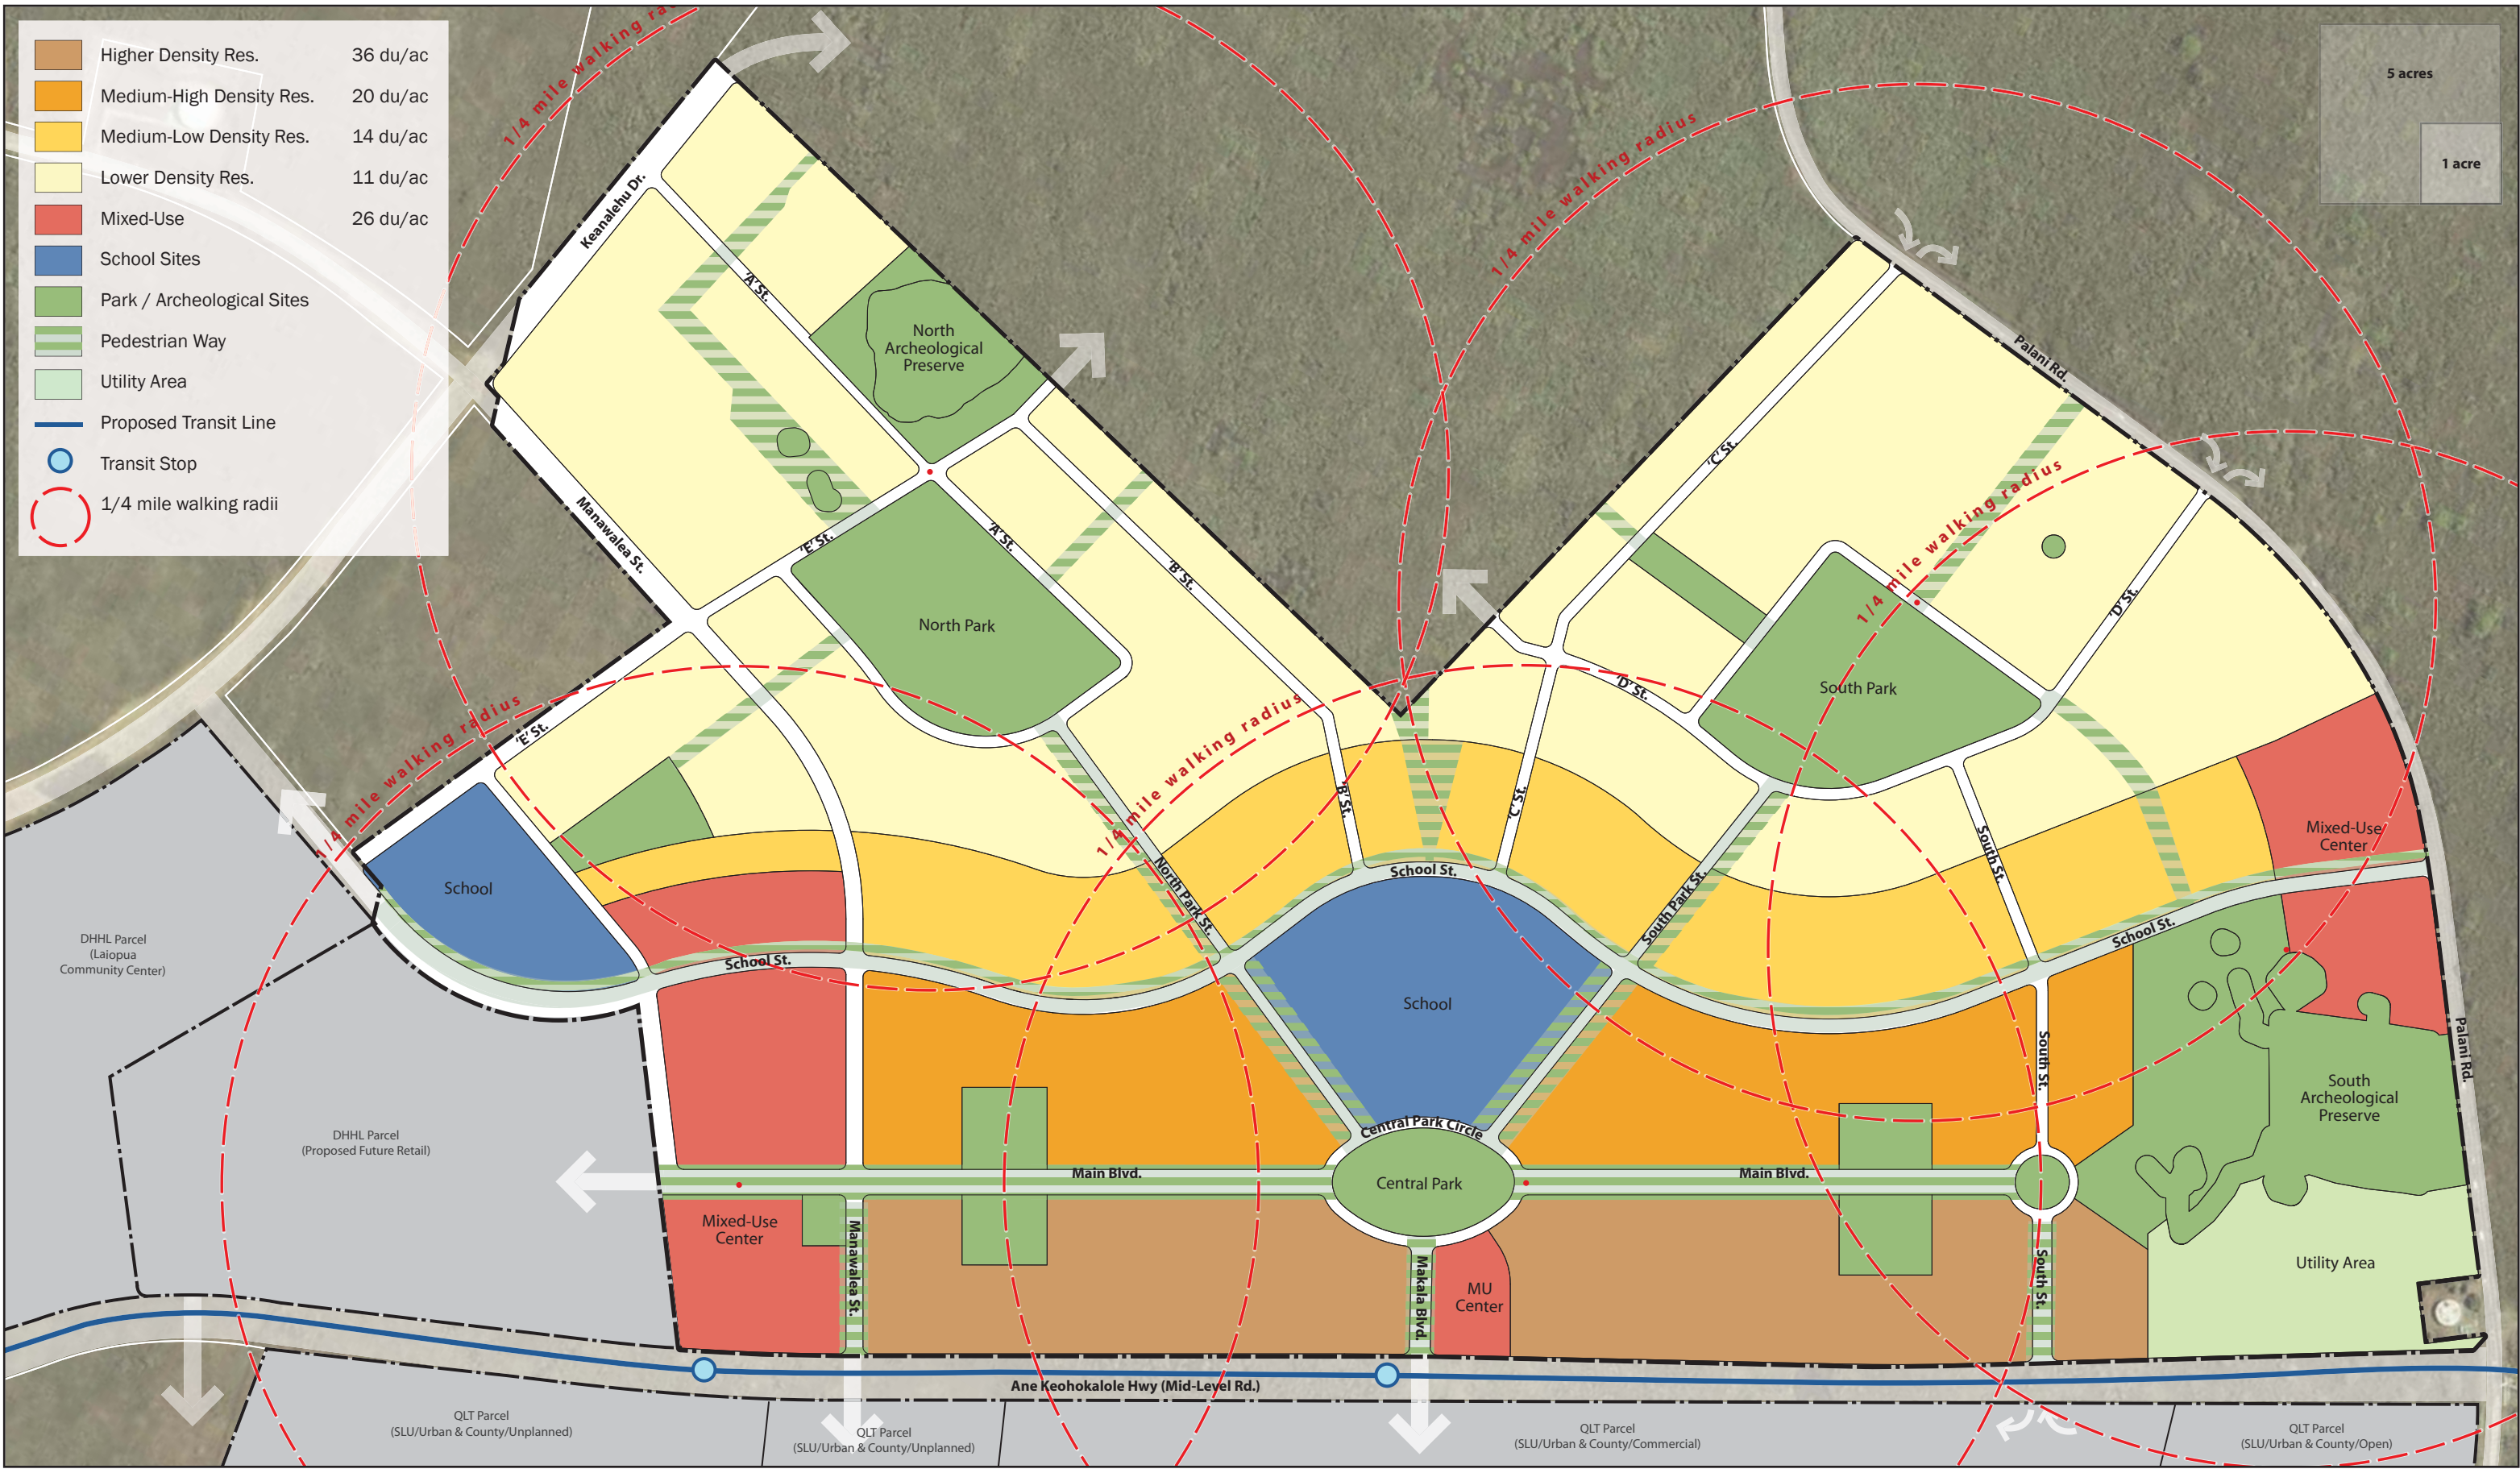 Higher Density Res. 36 du/ac
Medium-High Density Res. 20 du/ac
Medium-Low Density Res. 14 du/ac
Lower Density Res. 11 du/ac
Mixed-Use 26 du/ac
School Sites
Park / Archeological Sites
Pedestrian Way
Utility Area
Proposed Transit Line
Transit Stop
1/4 mile walking radii
5 acres
1 acre
1/4 mile walking
1/4 mile walking radius
1/4 mile walking radius
1/4 mile walking radius
1/4 mile walking radius
Keanalehu Dr.
'A' St.
North
Archeological
Preserve
Palani Rd.
'C' St.
Manawalea St.
'E' St.
'A' St.
'B' St.
North Park
'D' St.
'D' St.
South Park
'E' St.
'B' St.
'C' St.
South St.
Mixed-Use
Center
School
North Park St.
School St.
South Park St.
School St.
School St.
DHHL Parcel
(Laiopua
Community Center)
School
South St.
Palani Rd.
South
Archeological
Preserve
DHHL Parcel
(Proposed Future Retail)
Central Park Circle
Main Blvd.
Central Park
Main Blvd.
Mixed-Use
Center
Manawalea St.
Makala Blvd.
MU
Center
South St.
Utility Area
Ane Keohokalole Hwy (Mid-Level Rd.)
QLT Parcel
(SLU/Urban & County/Unplanned)
QLT Parcel
(SLU/Urban & County/Unplanned)
QLT Parcel
(SLU/Urban & County/Commercial)
QLT Parcel
(SLU/Urban & County/Open)